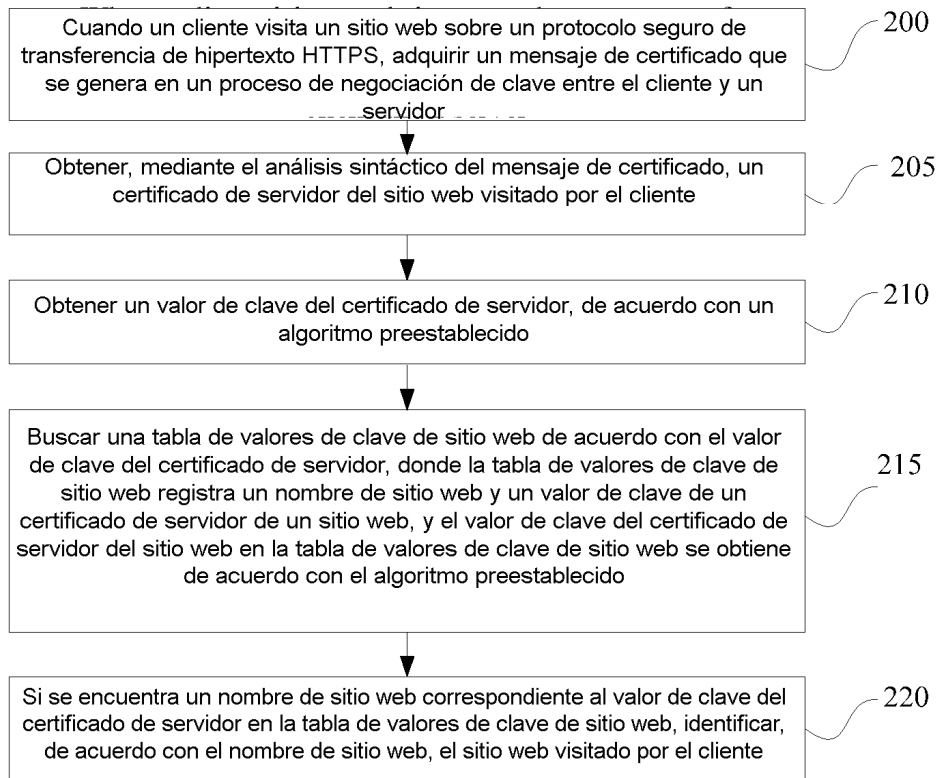 Cuando un cliente visita un sitio web sobre un protocolo seguro de
transferencia de hipertexto HTTPS, adquirir un mensaje de certificado que
se genera en un proceso de negociación de clave entre el cliente y un
servidor
200
Obtener, mediante el análisis sintáctico del mensaje de certificado, un
certificado de servidor del sitio web visitado por el cliente
205
Obtener un valor de clave del certificado de servidor, de acuerdo con un
algoritmo preestablecido
210
Buscar una tabla de valores de clave de sitio web de acuerdo con el valor
de clave del certificado de servidor, donde la tabla de valores de clave de
sitio web registra un nombre de sitio web y un valor de clave de un
certificado de servidor de un sitio web, y el valor de clave del certificado de
servidor del sitio web en la tabla de valores de clave de sitio web se obtiene
de acuerdo con el algoritmo preestablecido
215
Si se encuentra un nombre de sitio web correspondiente al valor de clave del
certificado de servidor en la tabla de valores de clave de sitio web, identificar,
de acuerdo con el nombre de sitio web, el sitio web visitado por el cliente
220